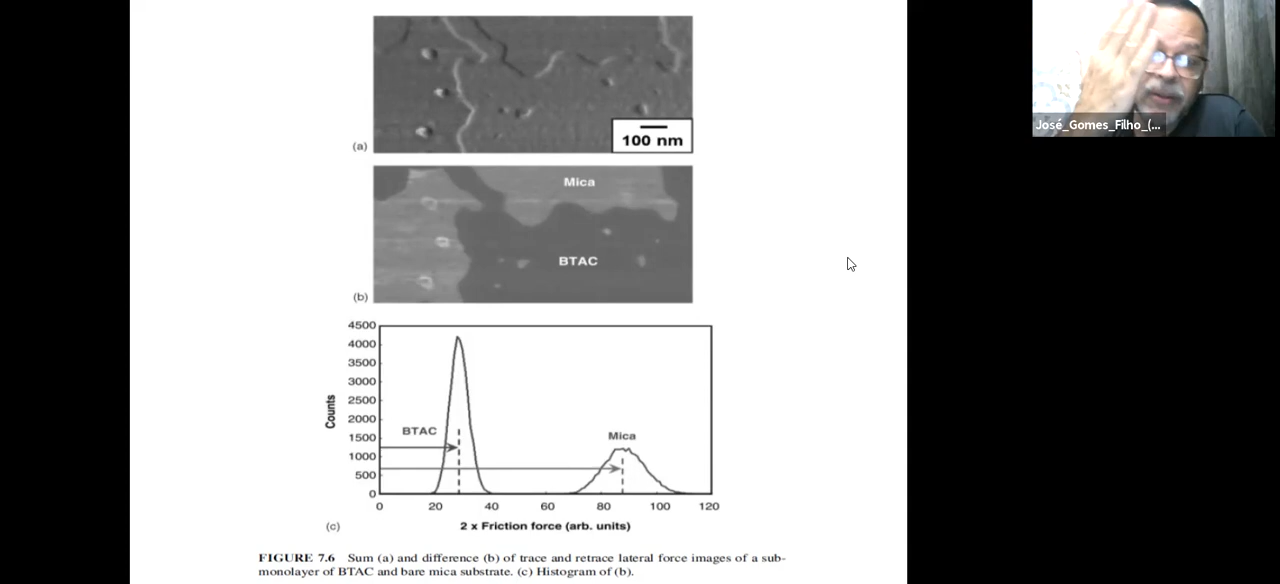 José_Gomes_Filho_(...
100 nm
(a)
Mica
BTAC
(b)
4500
4000
3500
3000
2500
2000
1500
1000
500
0
Counts
BTAC
Mica
0 20 40 60 80 100 120
(c)
2 x Friction force (arb. units)
FIGURE 7.6 Sum (a) and difference (b) of trace and retrace lateral force images of a sub-
monolayer of BTAC and bare mica substrate. (c) Histogram of (b).